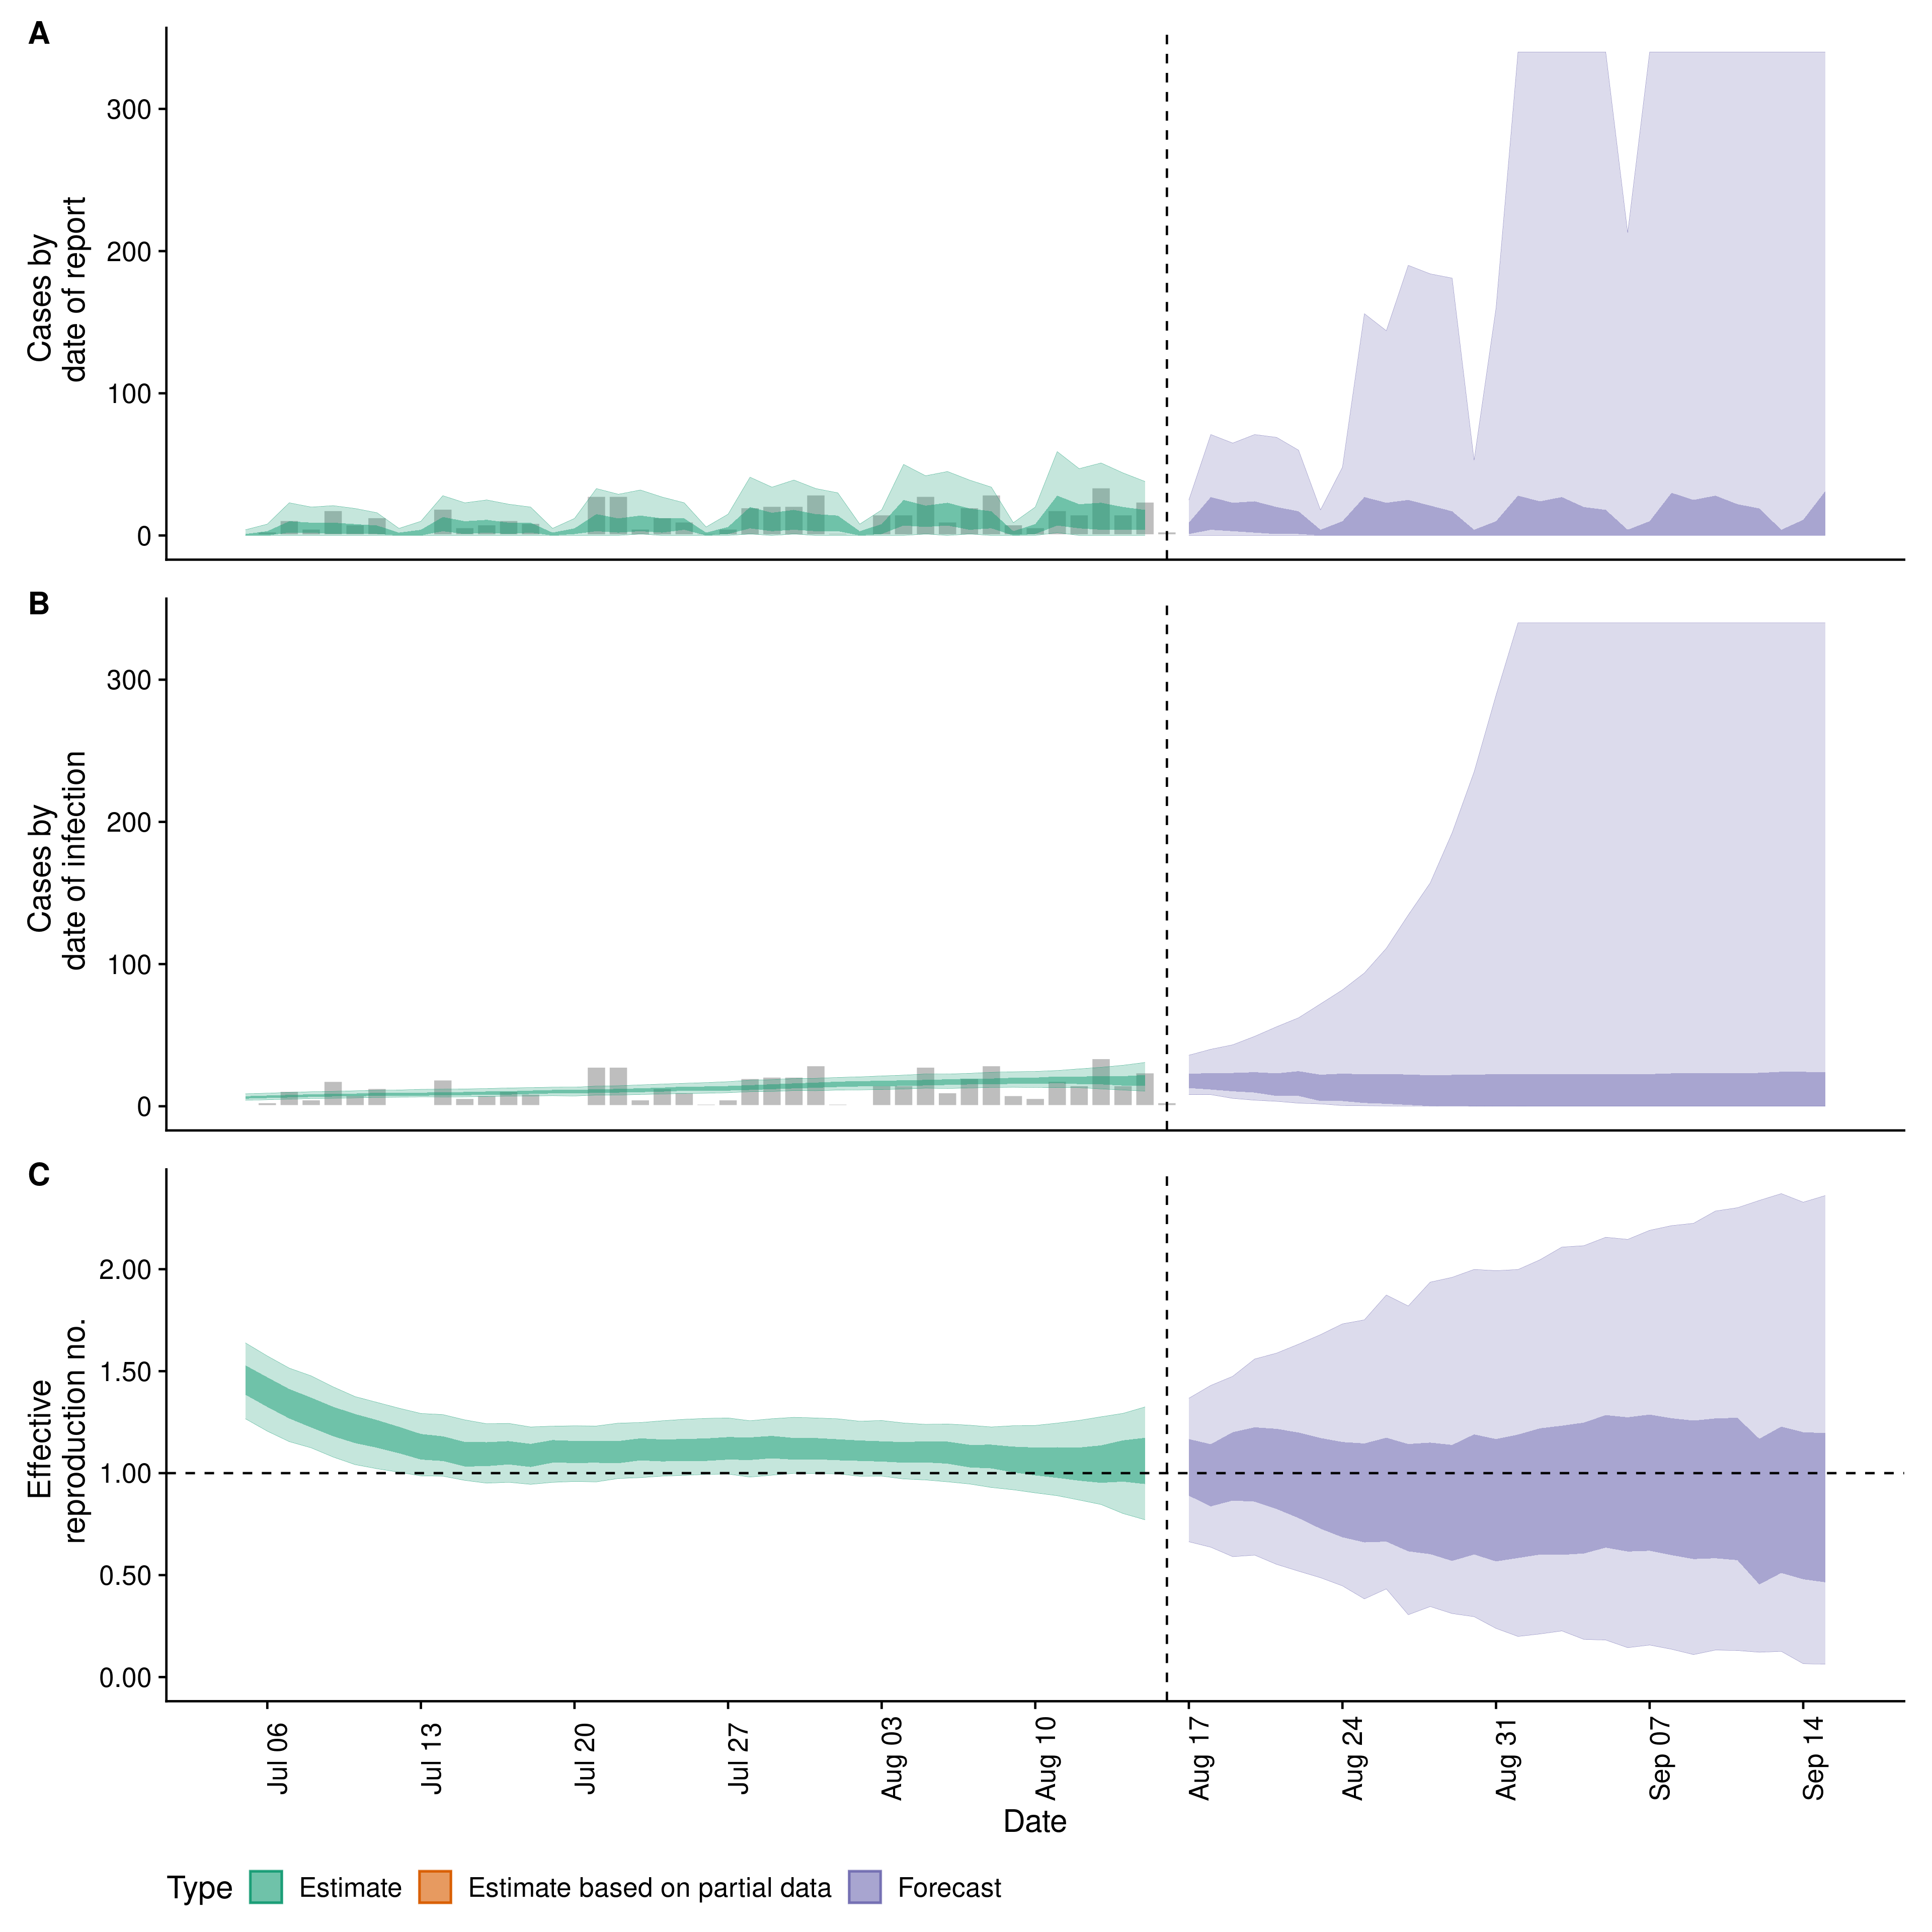 A
Cases by
date of report
300
200
100
0
B
Cases by
date of infection
300
200
100
0
C
Effective
reproduction no.
2.00
1.50
1.00
0.50
0.00
Jul 06
Jul 13
Jul 20
Jul 27
Aug 03
Aug 10
Aug 17
Aug 24
Aug 31
Sep 07
Sep 14
Date
Type Estimate Estimate based on partial data Forecast